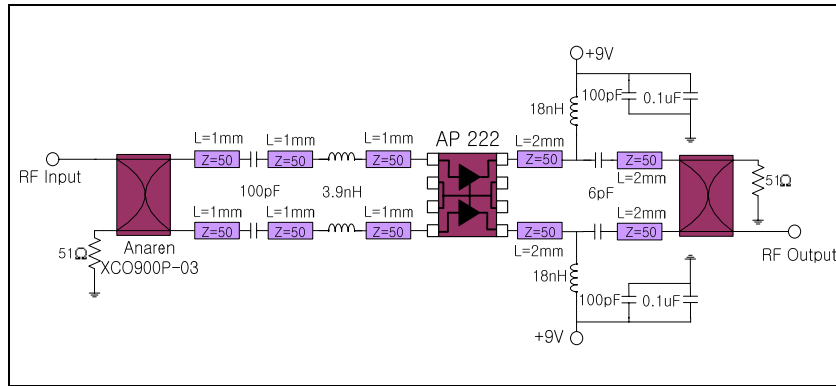 +9V
100pF
0.1uF
18nH
L=1mm
L=1mm
L=1mm
AP 222
L=2mm
Z=50
Z=50
Z=50
Z=50
Z=50
RF Input
100pF
3.9nH
6pF
L=2mm
51Ω
L=1mm
L=1mm
L=1mm
L=2mm
Z=50
Z=50
Z=50
Z=50
Z=50
51Ω
Anaren
XCO900P-03
L=2mm
RF Output
18nH
100pF
0.1uF
+9V